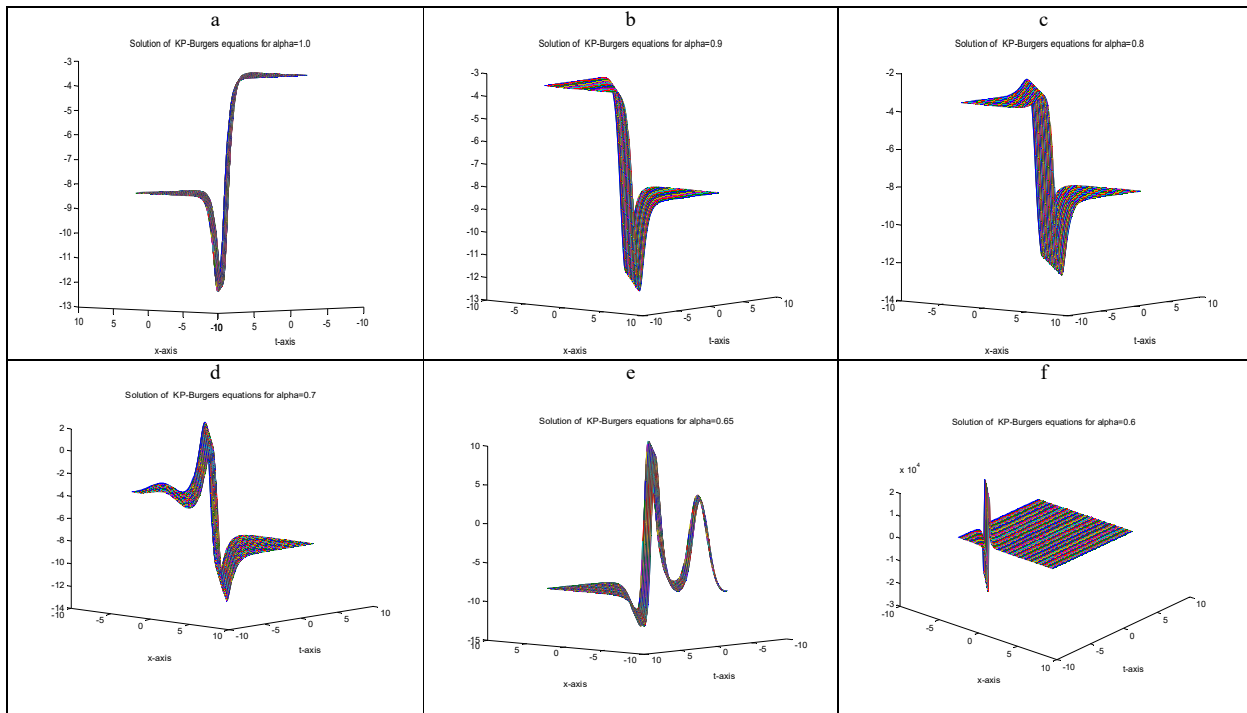 a
Solution of KP-Burgers equations for alpha=1.0
-3
-4
-5
-6
-7
-8
-9
-10
-11
-12
-13
10 5 0 -5 -10 5 0 -5 -10
x-axis
t-axis
b
Solution of KP-Burgers equations for alpha=0.9
-3
-4
-5
-6
-7
-8
-9
-10
-11
-12
-13
-10 -5 0 5 10 -10 -5 0 5 10
x-axis
t-axis
c
Solution of KP-Burgers equations for alpha=0.8
-2
-4
-6
-8
-10
-12
-14
-10 -5 0 5 10 -10 -5 0 5 10
x-axis
t-axis
d
Solution of KP-Burgers equations for alpha=0.7
2
0
-2
-4
-6
-8
-10
-12
-14
-10 -5 0 5 10 -10 -5 0 5 10
x-axis
t-axis
e
Solution of KP-Burgers equations for alpha=0.65
10
5
0
-5
-10
-15
10 5 0 -5 -10 10 5 0 -5 -10
x-axis
t-axis
f
Solution of KP-Burgers equations for alpha=0.6
x 10^4
2
1
0
-1
-2
-3
-10 -5 0 5 10 -10 -5 0 5 10
x-axis
t-axis